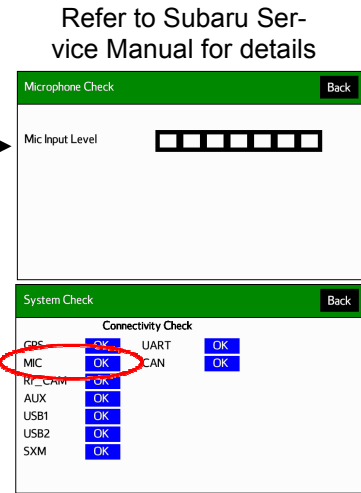 Refer to Subaru Ser-
vice Manual for details
Microphone Check Back
Mic Input Level
System Check Back
Connectivity Check
GPS OK UART OK
MIC OK CAN OK
RF_CAM OK
AUX OK
USB1 OK
USB2 OK
SXM OK